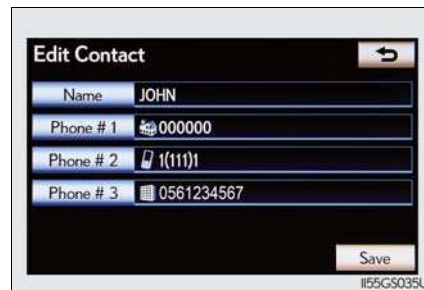 Edit Contact
Name JOHN
Phone # 1 000000
Phone # 2 1(111)1
Phone # 3 0561234567
Save
II55GS035U